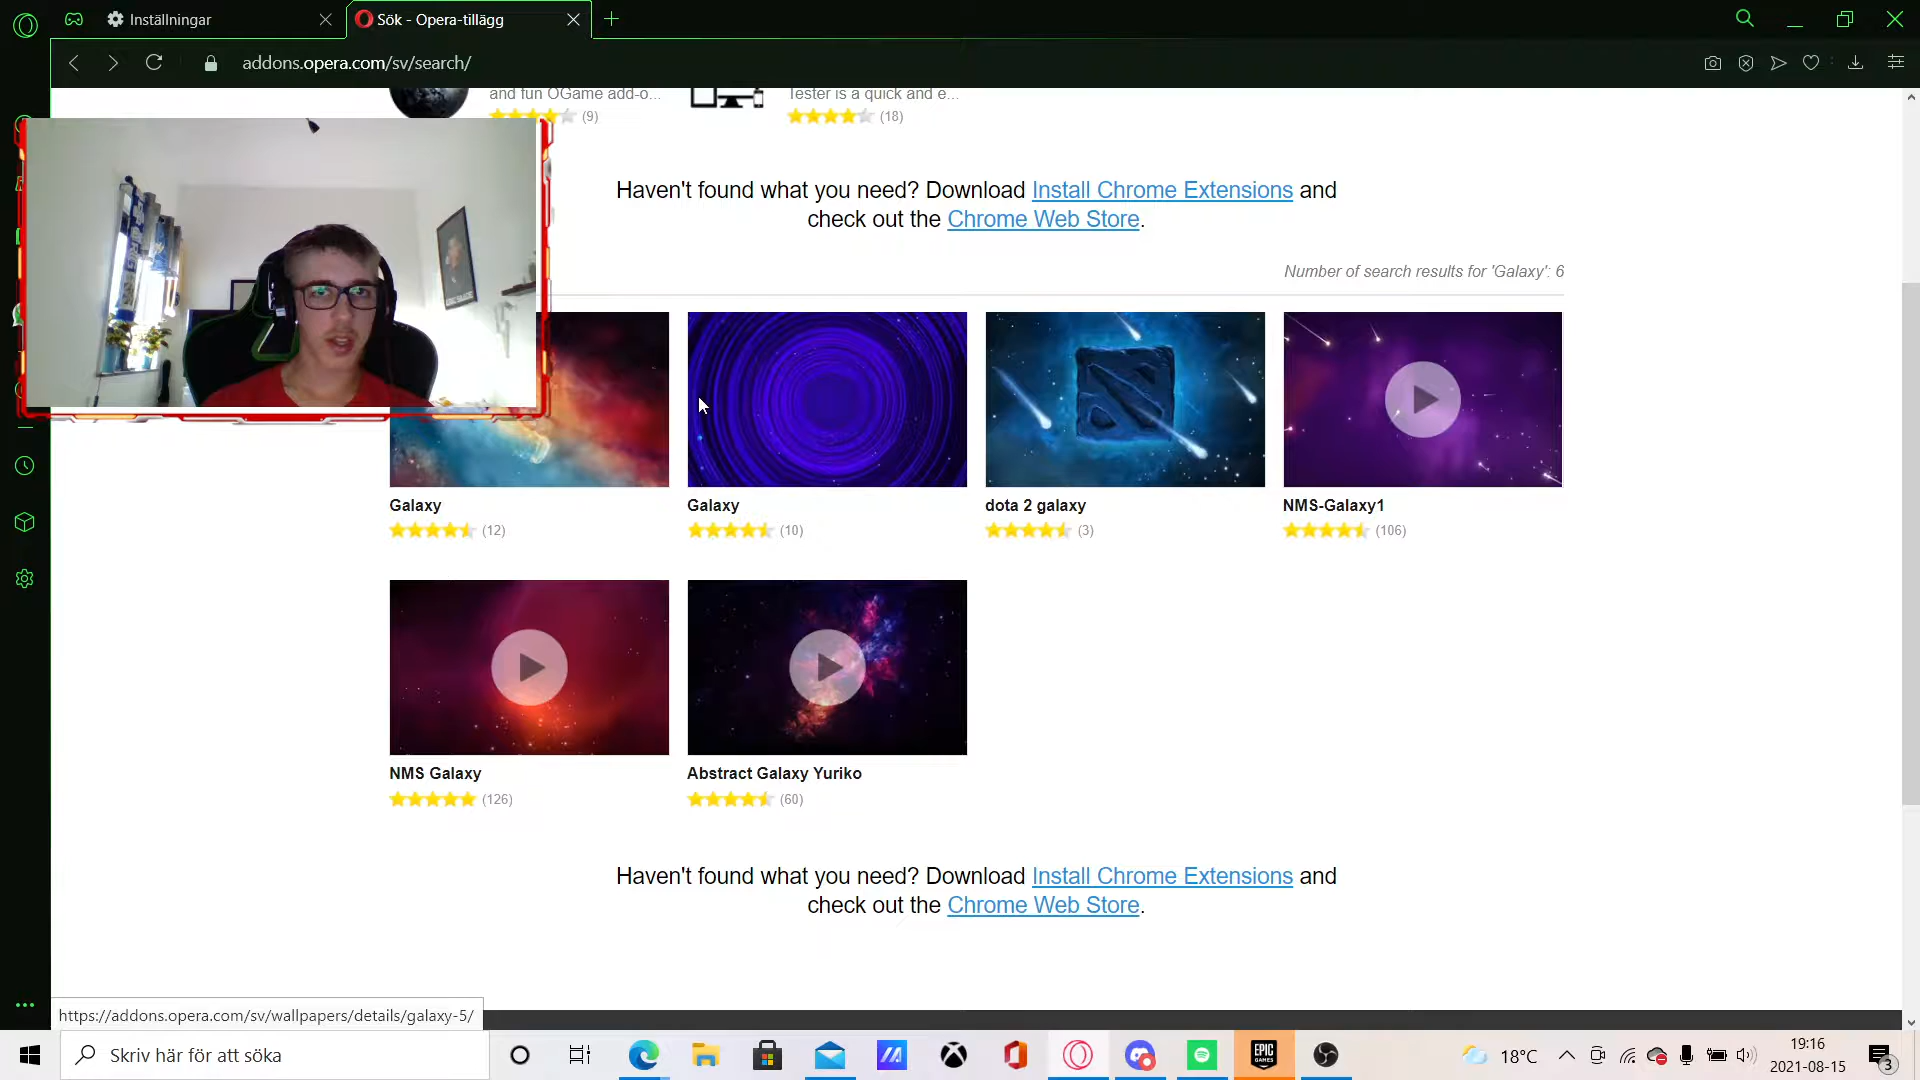 Inställningar
Sök - Opera-tillägg
addons.opera.com/sv/search/
and fun OGame add-o...
Tester is a quick and e...
(9)
(18)
Haven't found what you need? Download Install Chrome Extensions and
check out the Chrome Web Store.
Number of search results for 'Galaxy': 6
Galaxy
Galaxy
dota 2 galaxy
NMS-Galaxy1
(12)
(10)
(3)
(106)
NMS Galaxy
Abstract Galaxy Yuriko
(126)
(60)
Haven't found what you need? Download Install Chrome Extensions and
check out the Chrome Web Store.
https://addons.opera.com/sv/wallpapers/details/galaxy-5/
Skriv här för att söka
EPIC
GAMES
18°C
19:16
2021-08-15
3